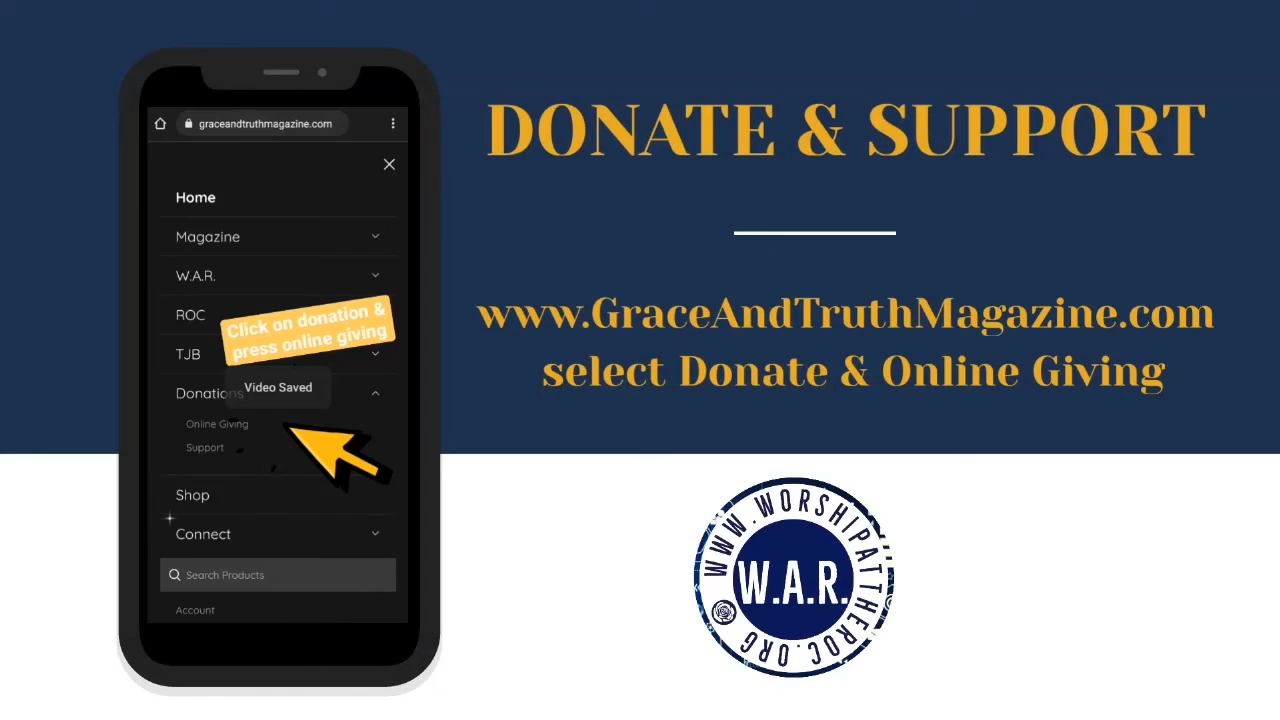 graceandtruthmagazine.com
Home
Magazine
W.A.R.
ROC
Click on donation &
press online giving
TJB
Donations
Video Saved
Online Giving
Support
Shop
Connect
Search Products
Account
DONATE & SUPPORT
www.GraceAndTruthMagazine.com
select Donate & Online Giving
WWW.WORSHIPATTHEROC.ORG
W.A.R.